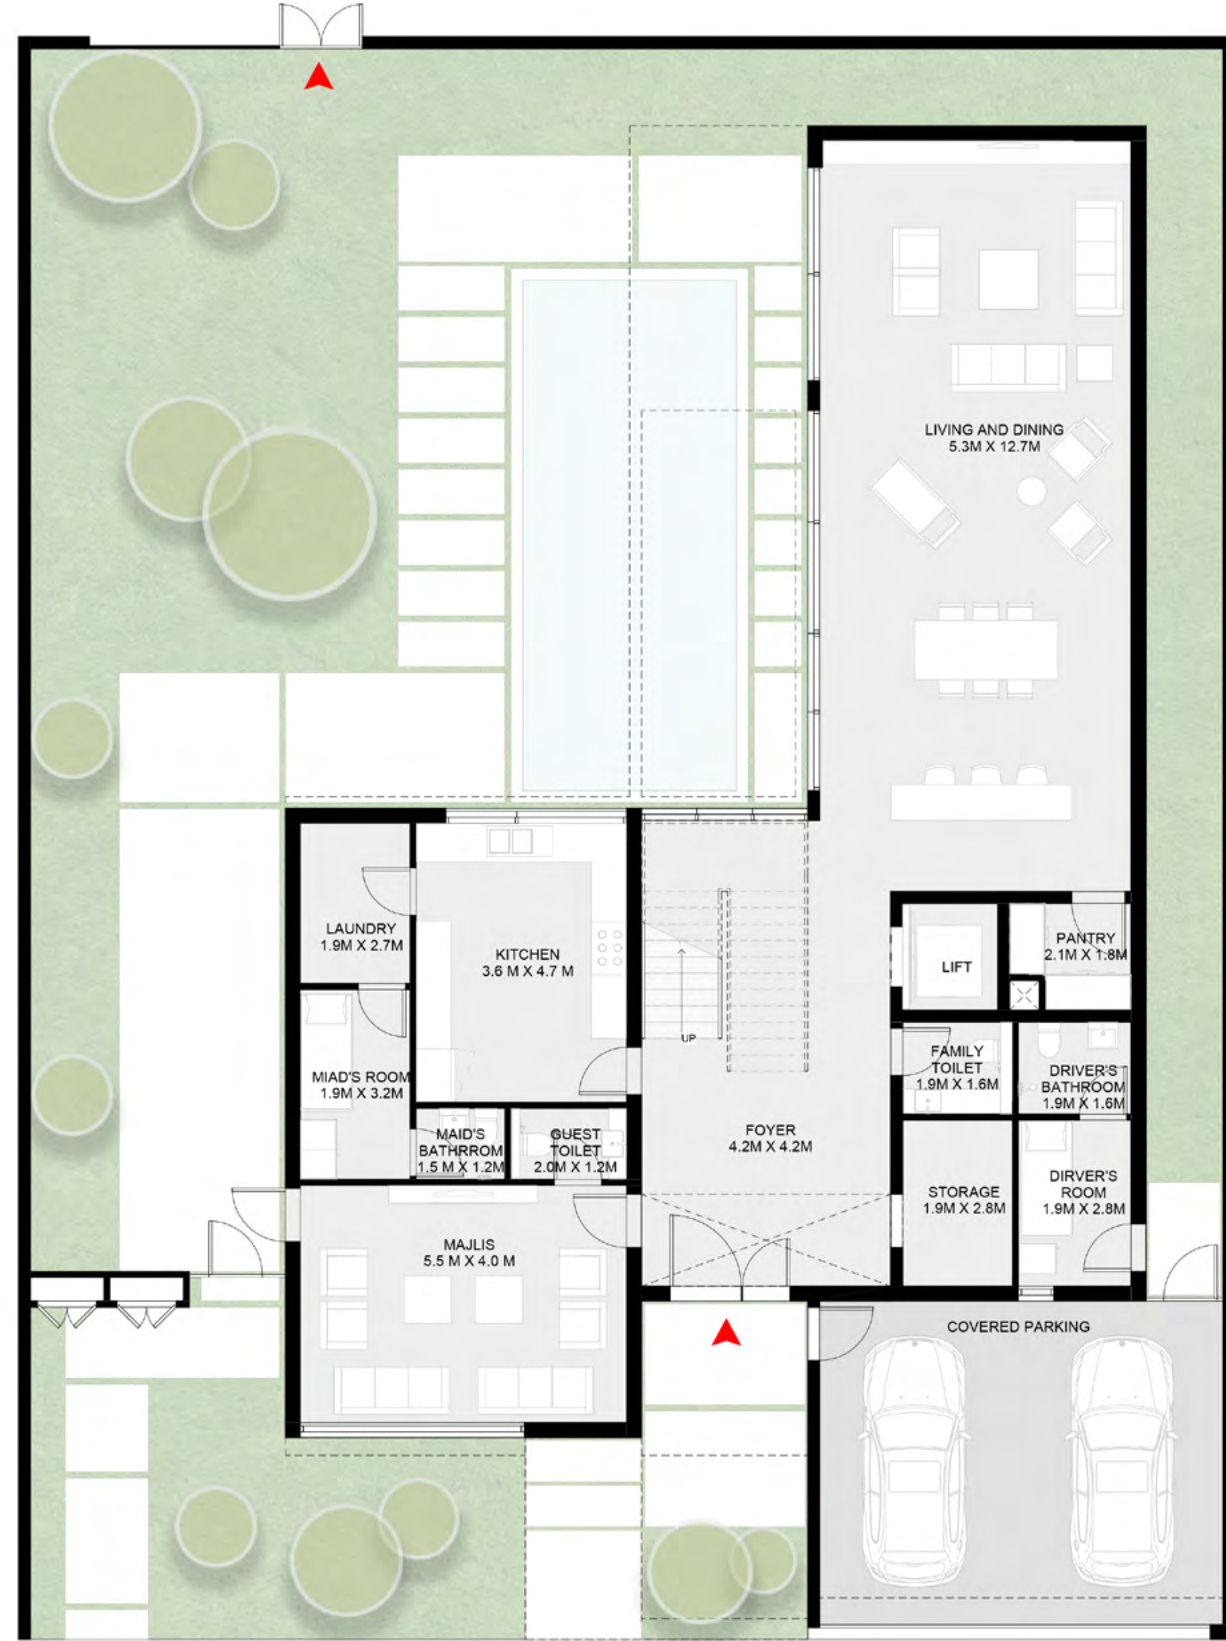 LIVING AND DINING
5.3M X 12.7M
LAUNDRY
1.9M X 2.7M
KITCHEN
3.6 M X 4.7 M
LIFT
PANTRY
2.1M X 1.8M
UP
MIAD'S ROOM
1.9M X 3.2M
FAMILY
TOILET
1.9M X 1.6M
DRIVER'S
BATHROOM
1.9M X 1.6M
MAID'S
BATHRROM
1.5 M X 1.2M
GUEST
TOILET
2.0M X 1.2M
FOYER
4.2M X 4.2M
STORAGE
1.9M X 2.8M
DIRVER'S
ROOM
1.9M X 2.8M
MAJLIS
5.5 M X 4.0 M
COVERED PARKING